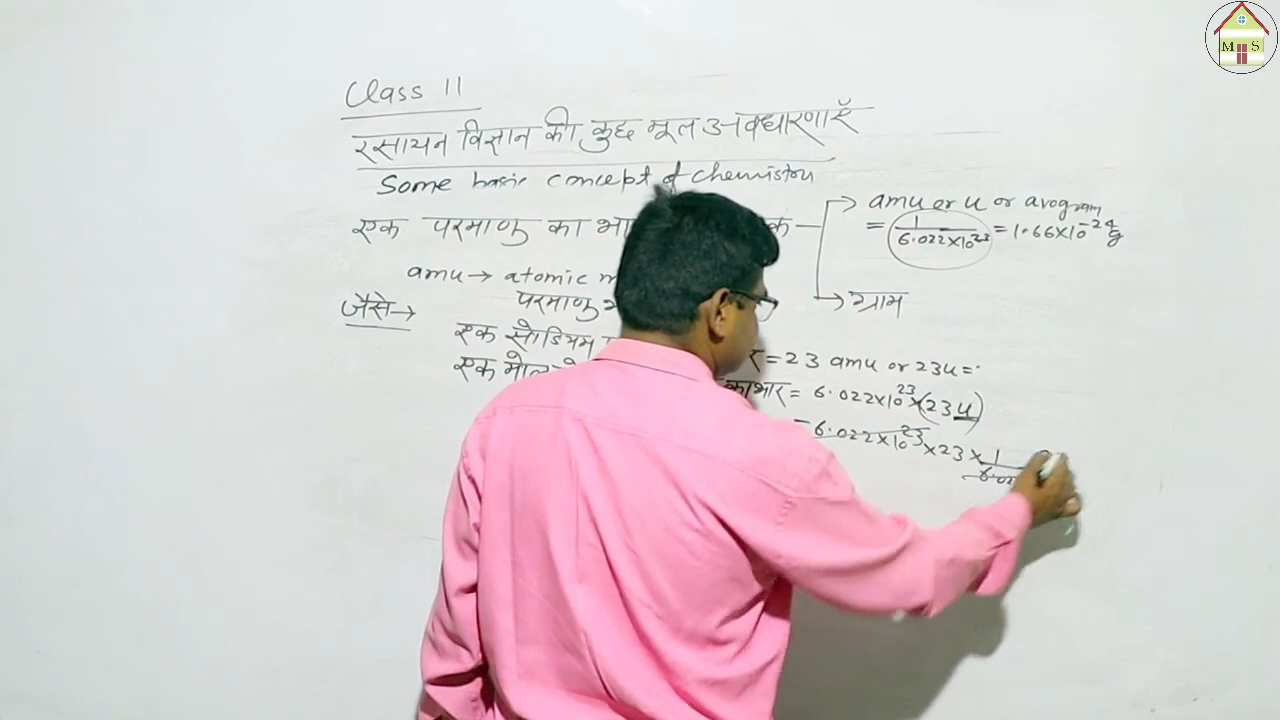 M S
Class 11
रसायन विज्ञान की कुछ मूल अवधारणाएँ
Some basic concept of chemistry
एक परमाणु का
amu or u or avogram
= 1/6.022×10²³ = 1.66×10⁻²⁴g
amu → atomic
ग्राम
जैसे → परमाणु
एक सोडियम = 23 amu or 23u =
एक मोल का भार = 6.022×10²³×(23u)
= 6.022×10²³×23×1